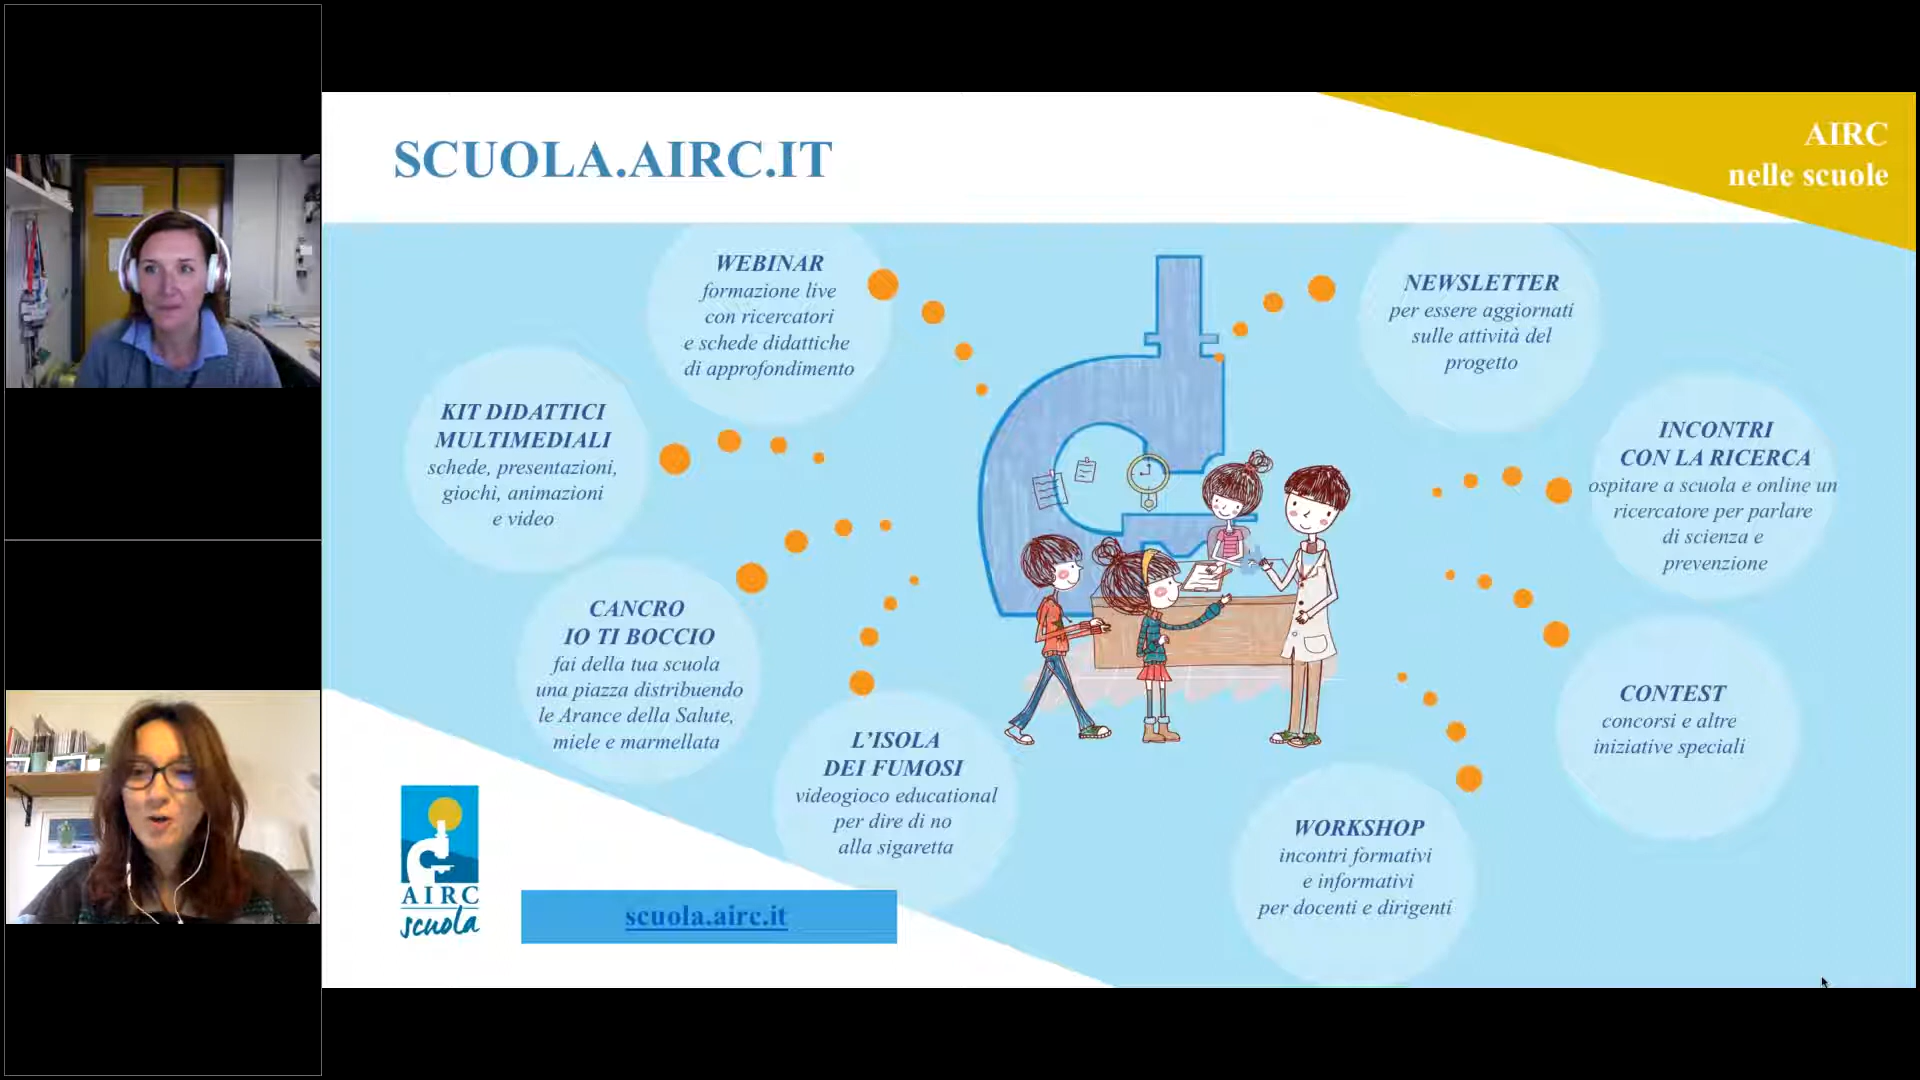 SCUOLA.AIRC.IT
AIRC
nelle scuole
WEBINAR
formazione live
con ricercatori
e schede didattiche
di approfondimento
NEWSLETTER
per essere aggiornati
sulle attività del
progetto
KIT DIDATTICI
MULTIMEDIALI
schede, presentazioni,
giochi, animazioni
e video
INCONTRI
CON LA RICERCA
ospitare a scuola e online un
ricercatore per parlare
di scienza e
prevenzione
CANCRO
IO TI BOCCIO
fai della tua scuola
una piazza distribuendo
le Arance della Salute,
miele e marmellata
CONTEST
concorsi e altre
iniziative speciali
L'ISOLA
DEI FUMOSI
videogioco educational
per dire di no
alla sigaretta
WORKSHOP
incontri formativi
e informativi
per docenti e dirigenti
AIRC
scuola
scuola.airc.it